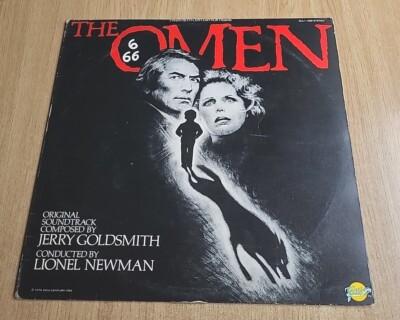 THE OMEN
6
66
ORIGINAL
SOUNDTRACK
COMPOSED BY
JERRY GOLDSMITH
CONDUCTED BY
LIONEL NEWMAN